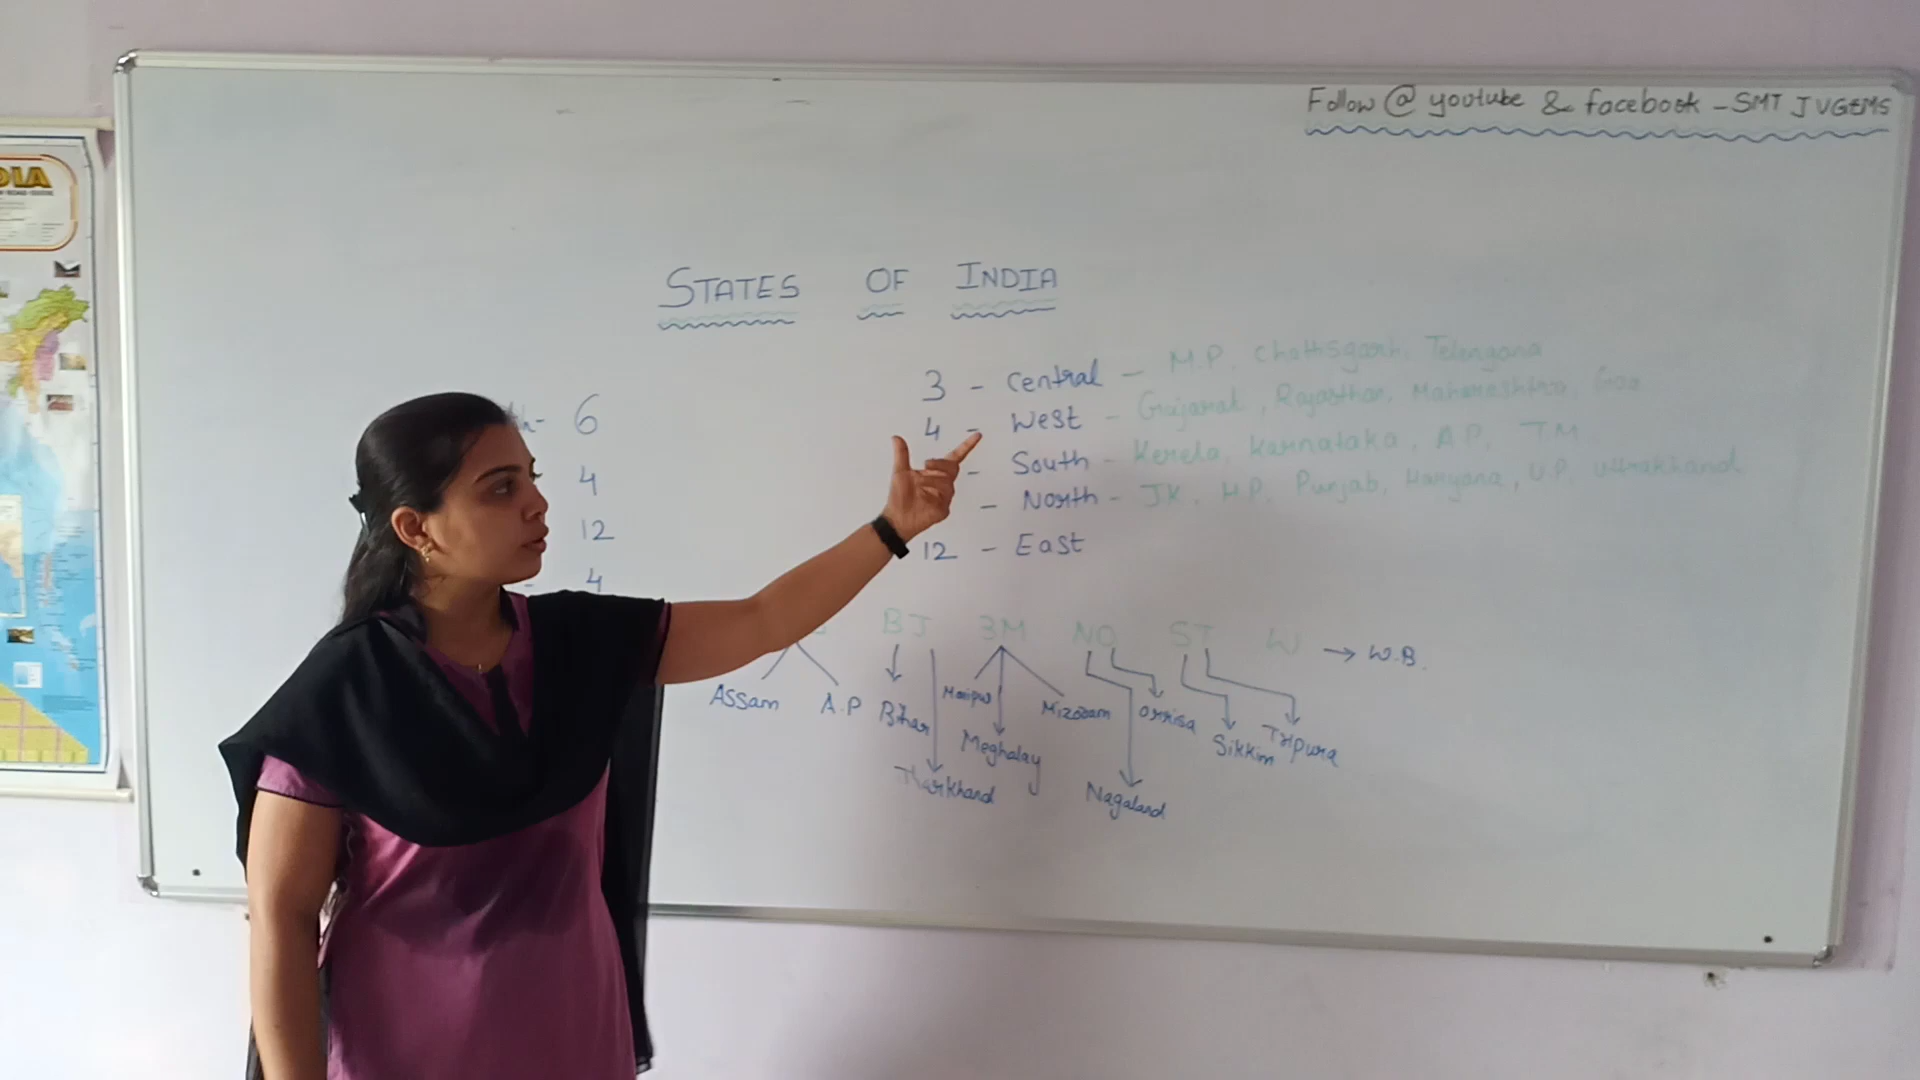 Follow @ youtube & facebook - SMT JVGEMS
DIA
STATES OF INDIA
3 - Central - M.P, Chattisgarh, Telangana
6
4 - West - Gujarat, Rajasthan, Maharashtra, Goa
4
- South - Kerela, Karnataka, A.P, T.M
- North - JK, H.P, Punjab, Haryana, U.P, Uttrakhand
12
12 - East
- 4
BJ 3M NO ST W → W.B.
Assam A.P Bihar Manipur Mizoram Orrisa
Meghalay Sikkim Tripura
Jharkhand Nagaland